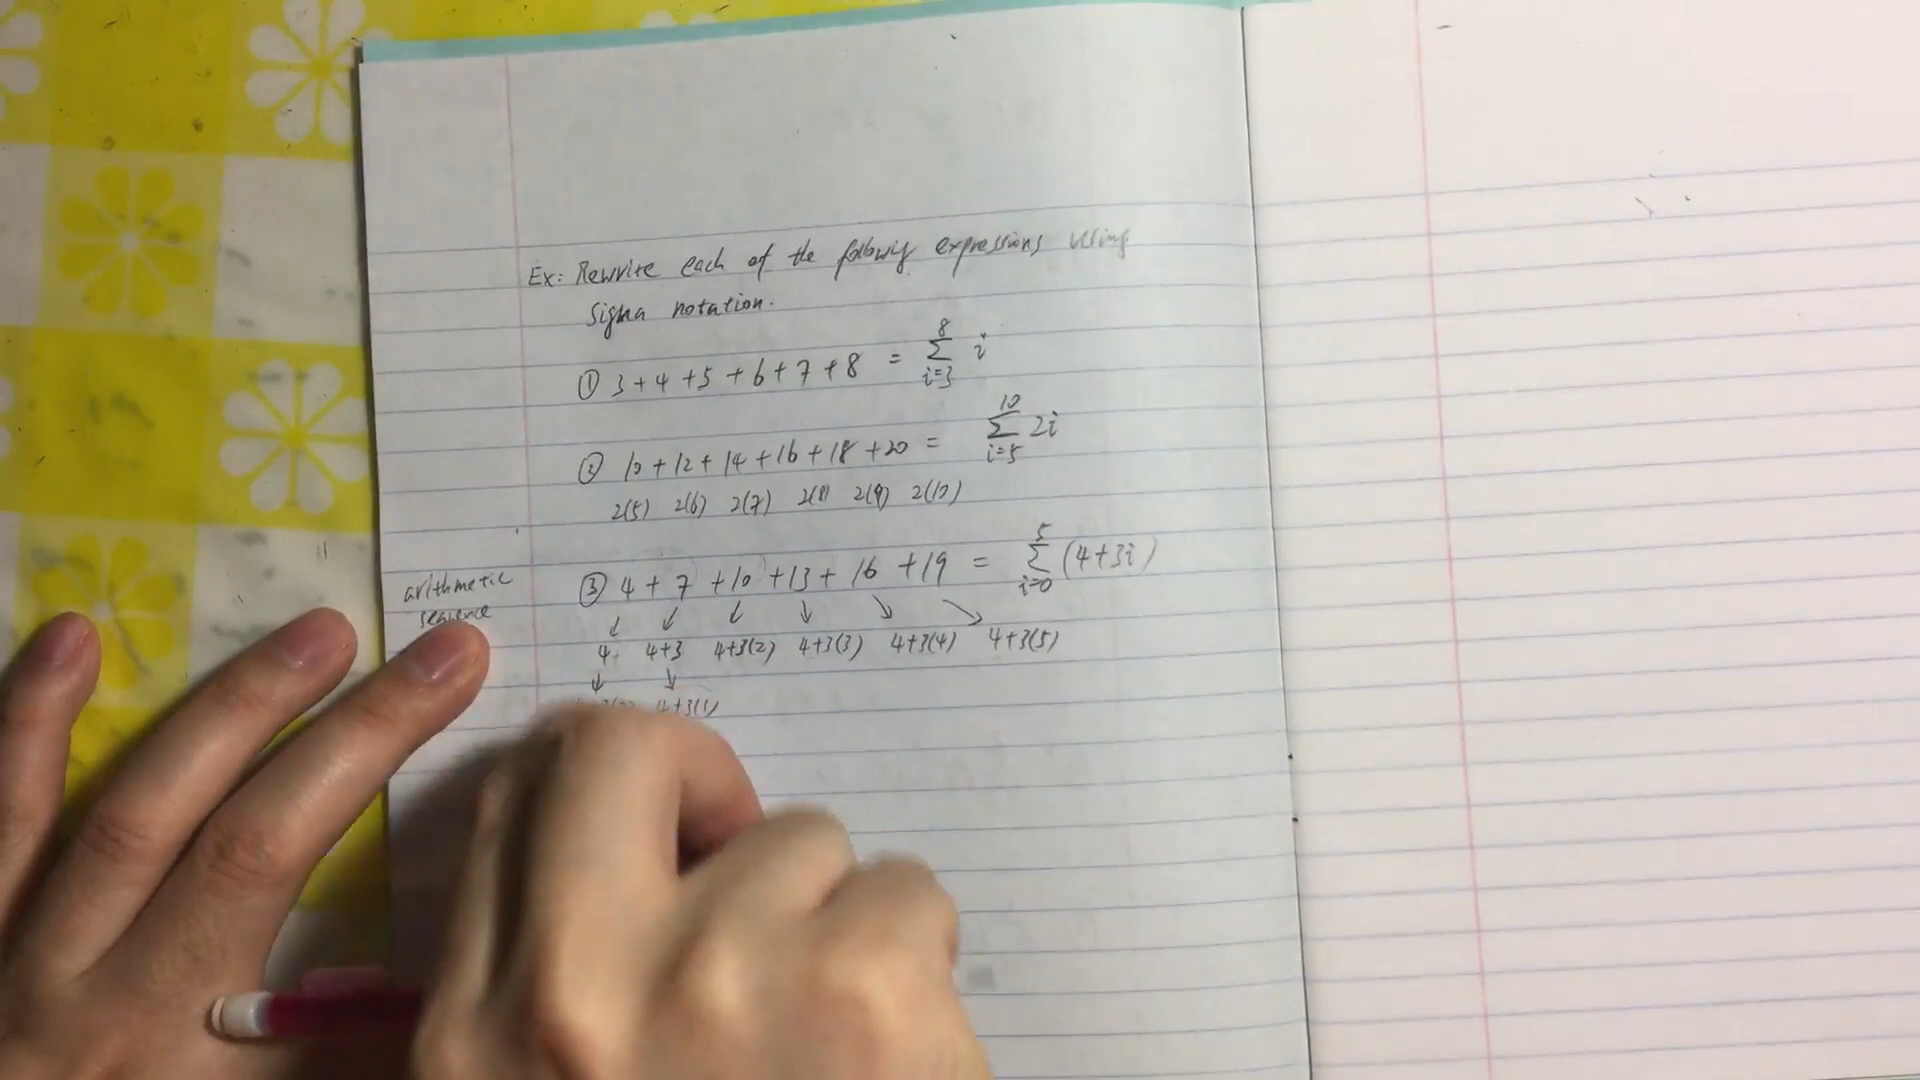 Ex: Rewrite each of the following expressions using
Sigma notation.
① 3+4+5+6+7+8 = \sum_{i=3}^{8} i
② 10+12+14+16+18+20 = \sum_{i=5}^{10} 2i
2(5) 2(6) 2(7) 2(8) 2(9) 2(10)
arithmetic
sequence
③ 4+7+10+13+16+19 = \sum_{i=0}^{5} (4+3i)
↓ ↓ ↓ ↓ ↘ ↘
4 4+3 4+3(2) 4+3(3) 4+3(4) 4+3(5)
↓ ↓
4+3(1)